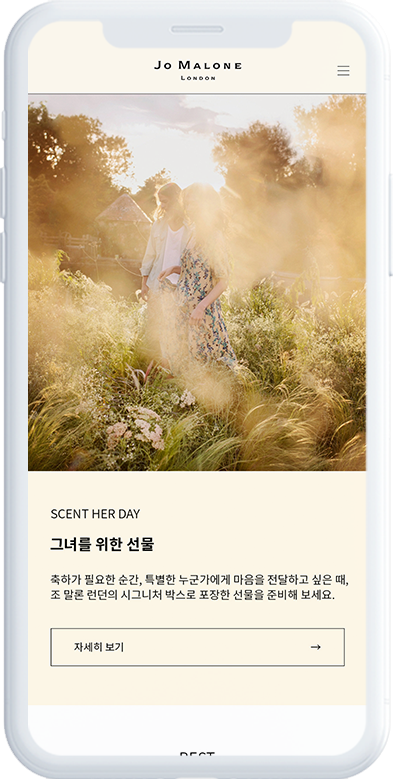 JO MALONE
LONDON
SCENT HER DAY
그녀를 위한 선물
축하가 필요한 순간, 특별한 누군가에게 마음을 전달하고 싶은 때,
조 말론 런던의 시그니처 박스로 포장한 선물을 준비해 보세요.
자세히 보기 →